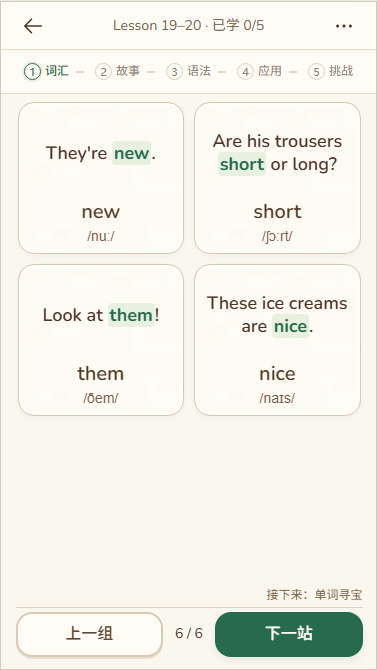 Lesson 19–20 · 已学 0/5
1 词汇 – 2 故事 – 3 语法 – 4 应用 – 5 挑战
They're new.
new
/nuː/
Are his trousers
short or long?
short
/ʃɔːrt/
Look at them!
them
/ðem/
These ice creams
are nice.
nice
/naɪs/
接下来：单词寻宝
上一组
6 / 6
下一站